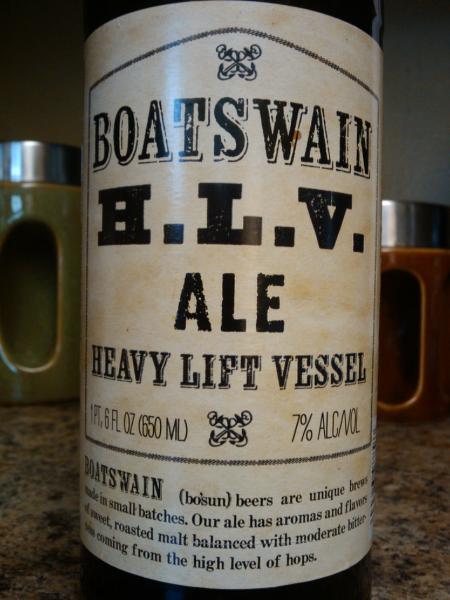 BOATSWAIN
H.L.V.
ALE
HEAVY LIFT VESSEL
1 PT, 6 FL OZ (650 ML) 7% ALC/VOL
BOATSWAIN (bo'sun) beers are unique brews
made in small batches. Our ale has aromas and flavors
of sweet, roasted malt balanced with moderate bitter-
ness coming from the high level of hops.